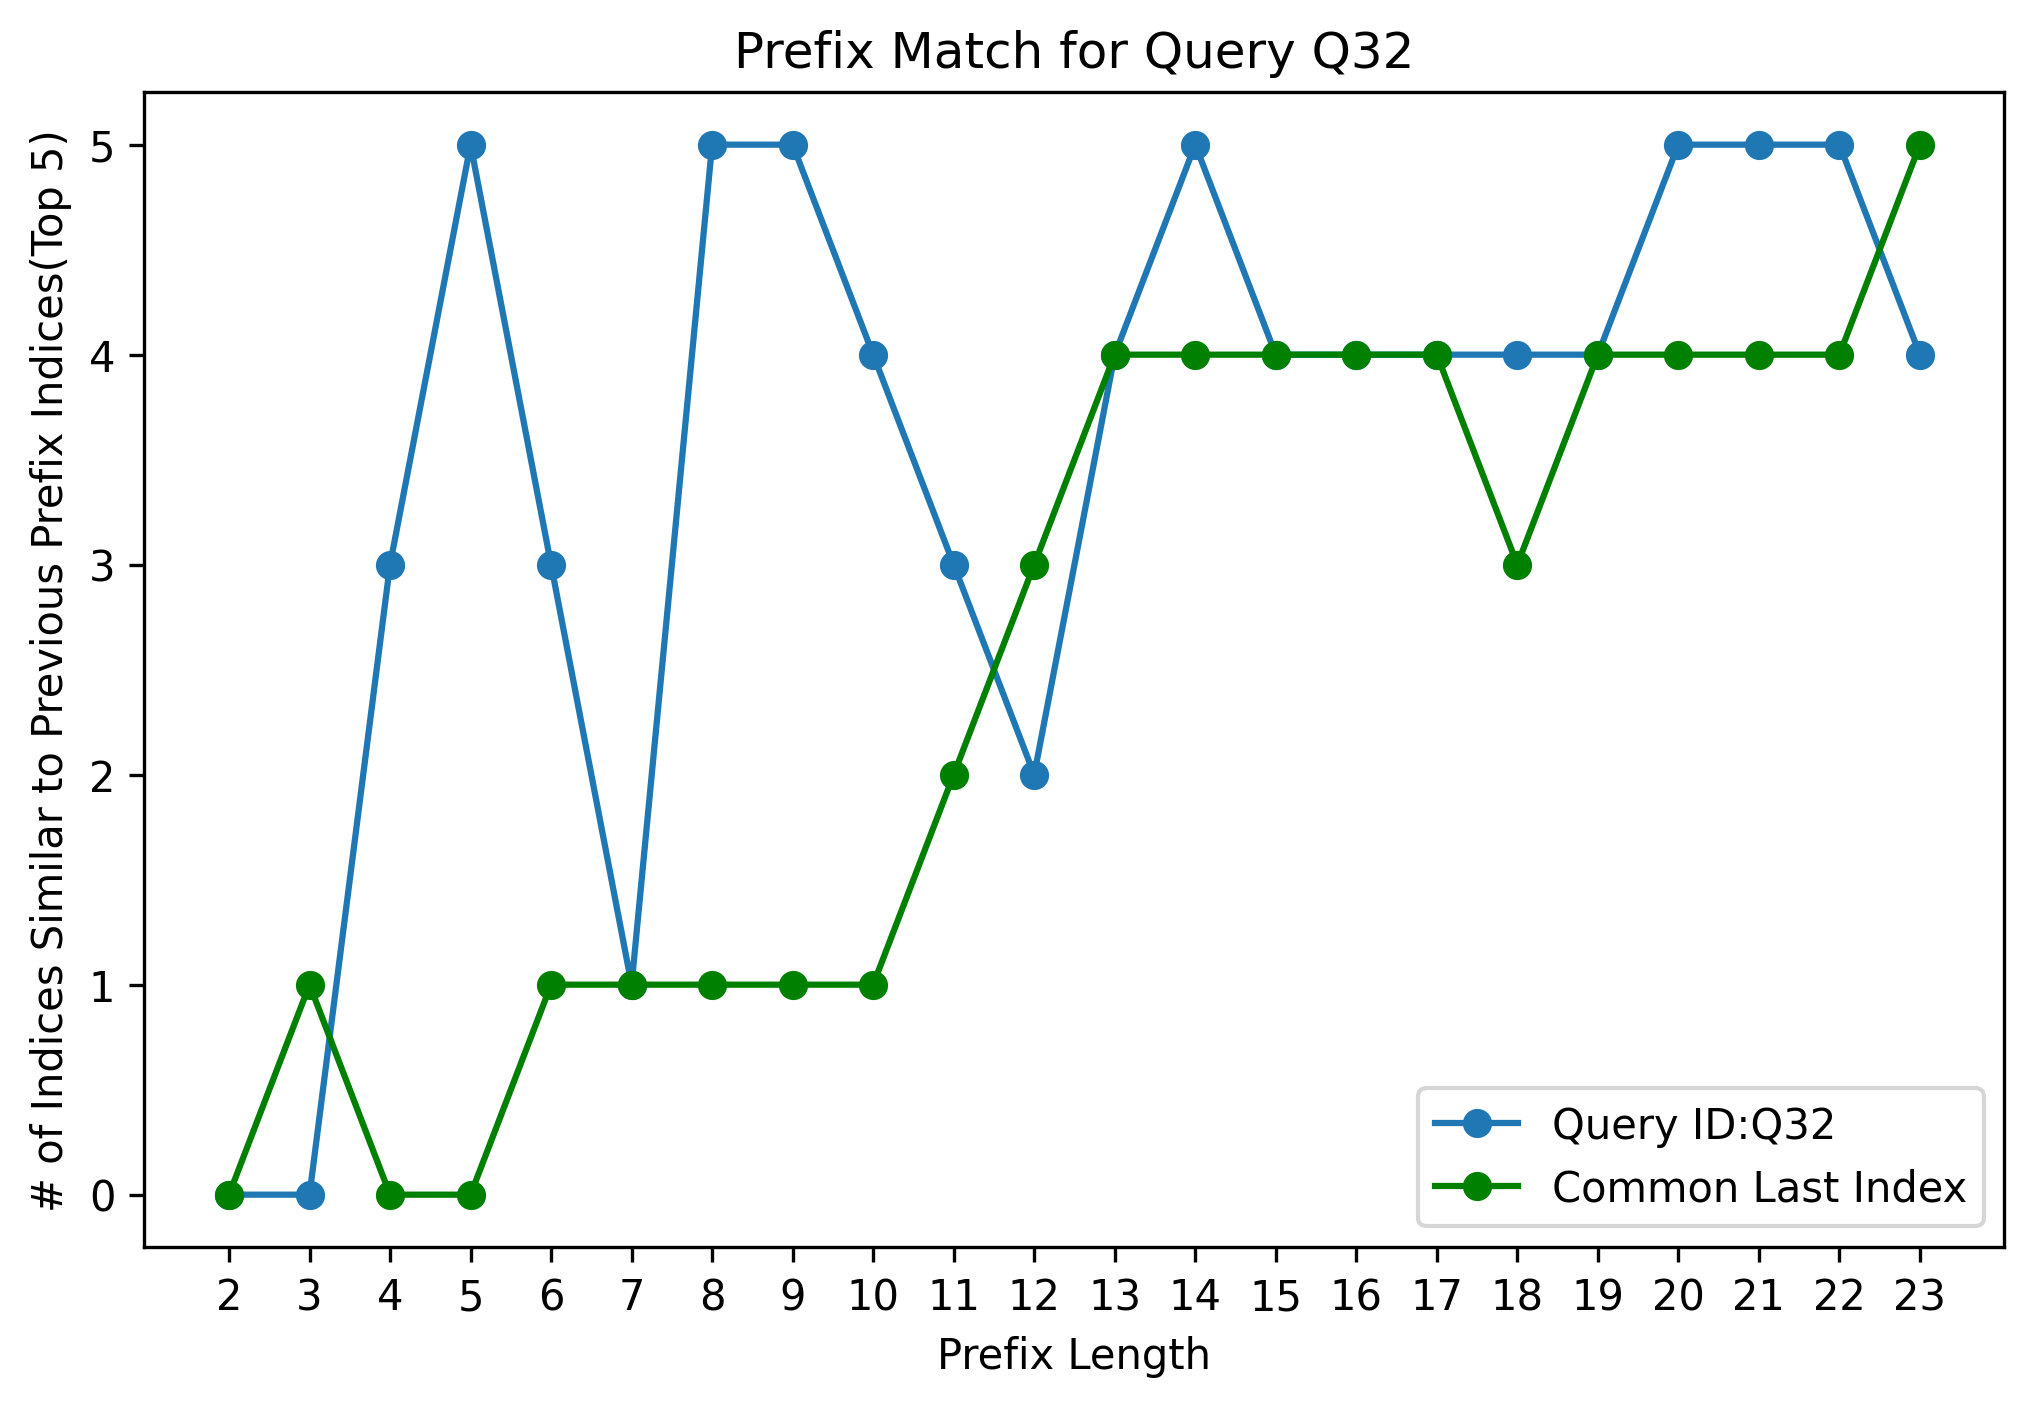 Prefix Match for Query Q32
# of Indices Similar to Previous Prefix Indices(Top 5)
5
4
3
2
1
0
Query ID:Q32
Common Last Index
2 3 4 5 6 7 8 9 10 11 12 13 14 15 16 17 18 19 20 21 22 23
Prefix Length